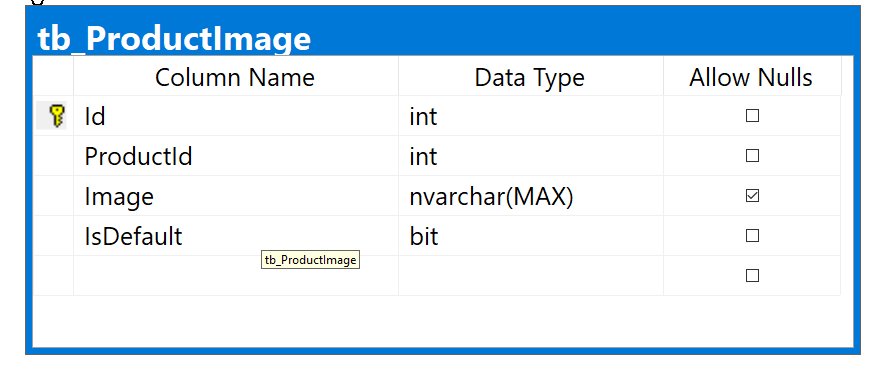 tb_ProductImage
Column Name Data Type Allow Nulls
Id int
ProductId int
Image nvarchar(MAX)
IsDefault bit
tb_ProductImage